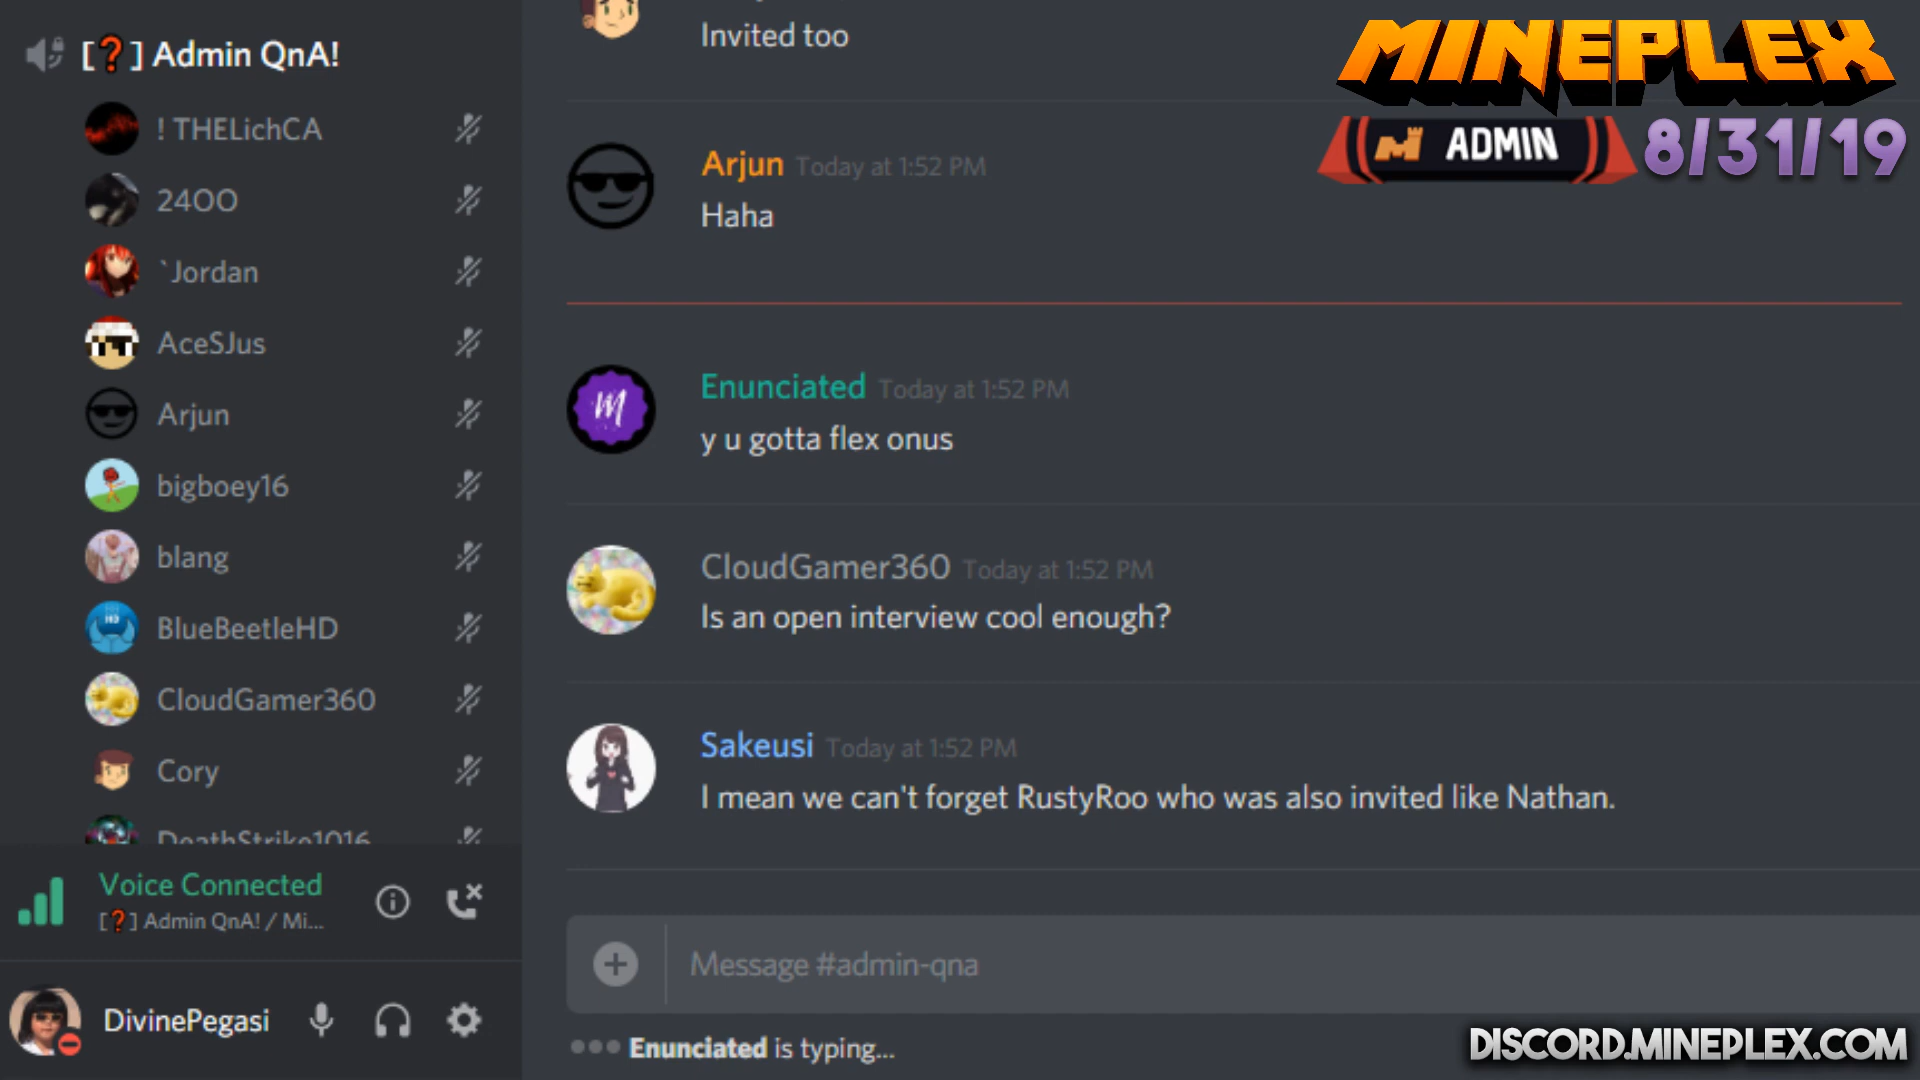 [❓] Admin QnA!
! THELichCA
24OO
`Jordan
AceSJus
Arjun
bigboey16
blang
BlueBeetleHD
CloudGamer360
Cory
DeathStrike1016
Voice Connected
[❓] Admin QnA! / Mi...
DivinePegasi
Invited too
Arjun Today at 1:52 PM
Haha
Enunciated Today at 1:52 PM
y u gotta flex onus
CloudGamer360 Today at 1:52 PM
Is an open interview cool enough?
Sakeusi Today at 1:52 PM
I mean we can't forget RustyRoo who was also invited like Nathan.
Message #admin-qna
Enunciated is typing...
MINEPLEX
ADMIN 8/31/19
DISCORD.MINEPLEX.COM